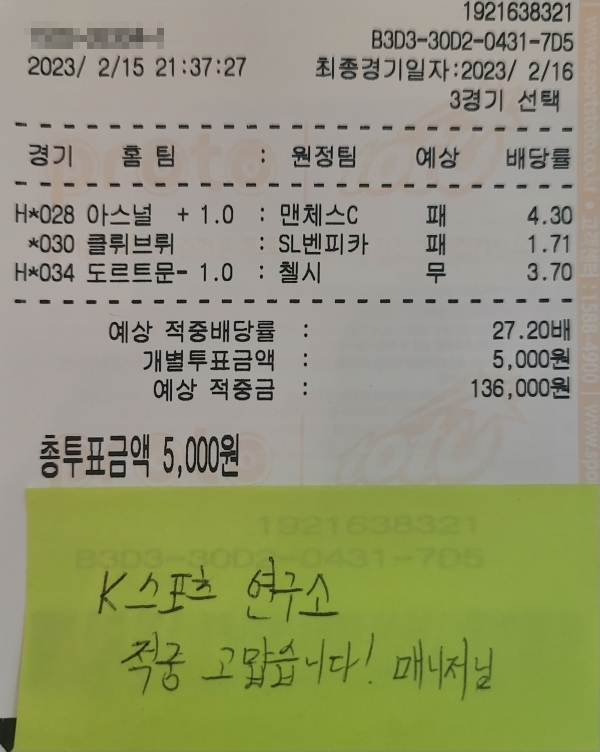 1921638321
B3D3-30D2-0431-7D5
2023/ 2/15 21:37:27 최종경기일자:2023/ 2/16
3경기 선택
경기 홈 팀 : 원정팀 예상 배당률
H*028 아스널 + 1.0 : 맨체스C 패 4.30
*030 클뤼브뤼 : SL벤피카 패 1.71
H*034 도르트문- 1.0 : 첼시 무 3.70
예상 적중배당률 : 27.20배
개별투표금액 : 5,000원
예상 적중금 : 136,000원
총투표금액 5,000원
1921638321
B3D3-30D2-0431-7D5
K스포츠 연구소
적중 고맙습니다! 매니저님
proto